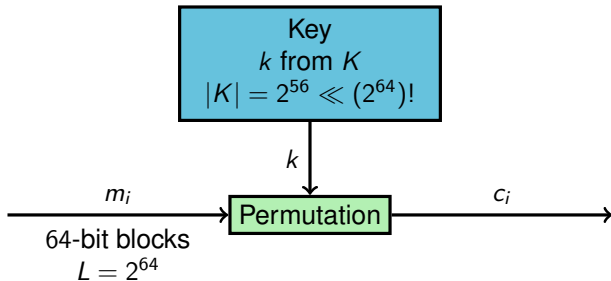 Key
k from K
|K| = 2^56 ≪ (2^64)!
k
m_i
Permutation
c_i
64-bit blocks
L = 2^64